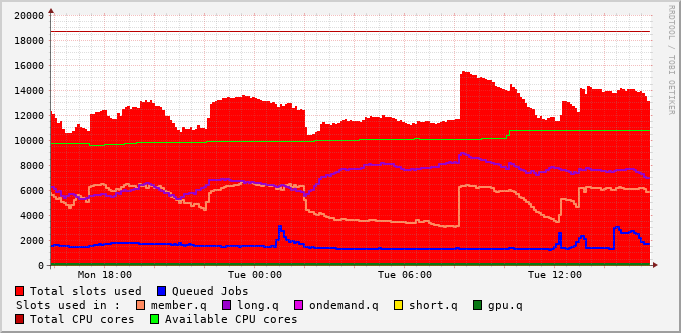 20000
18000
16000
14000
12000
10000
8000
6000
4000
2000
0
Mon 18:00 Tue 00:00 Tue 06:00 Tue 12:00
Total slots used Queued Jobs
Slots used in : member.q long.q ondemand.q short.q gpu.q
Total CPU cores Available CPU cores
RRDTOOL / TOBI OETIKER